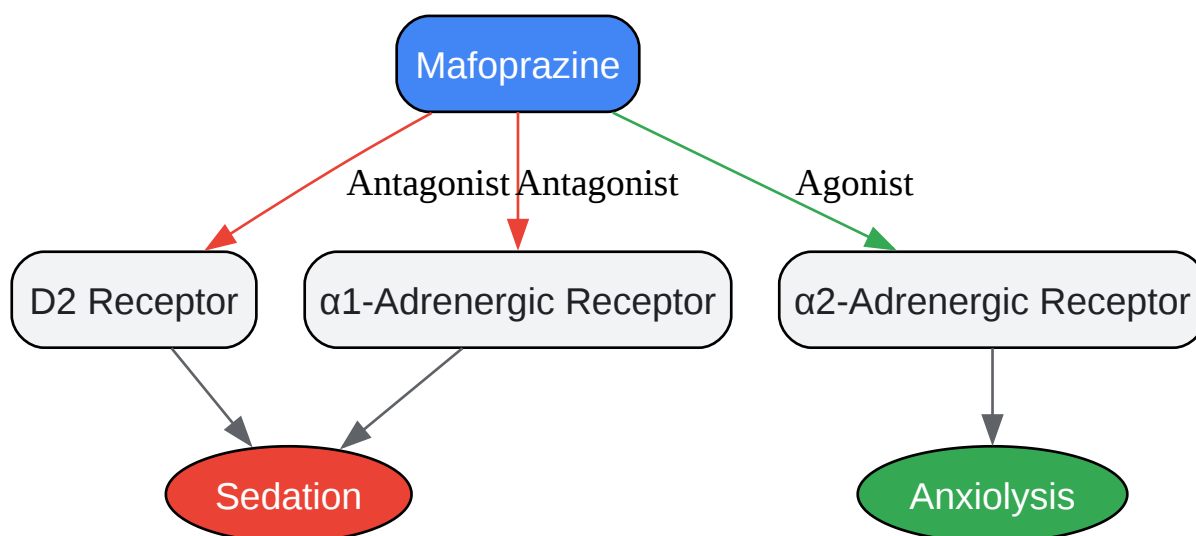 Mafoprazine
Antagonist
Antagonist
Agonist
D2 Receptor
α1-Adrenergic Receptor
α2-Adrenergic Receptor
Sedation
Anxiolysis